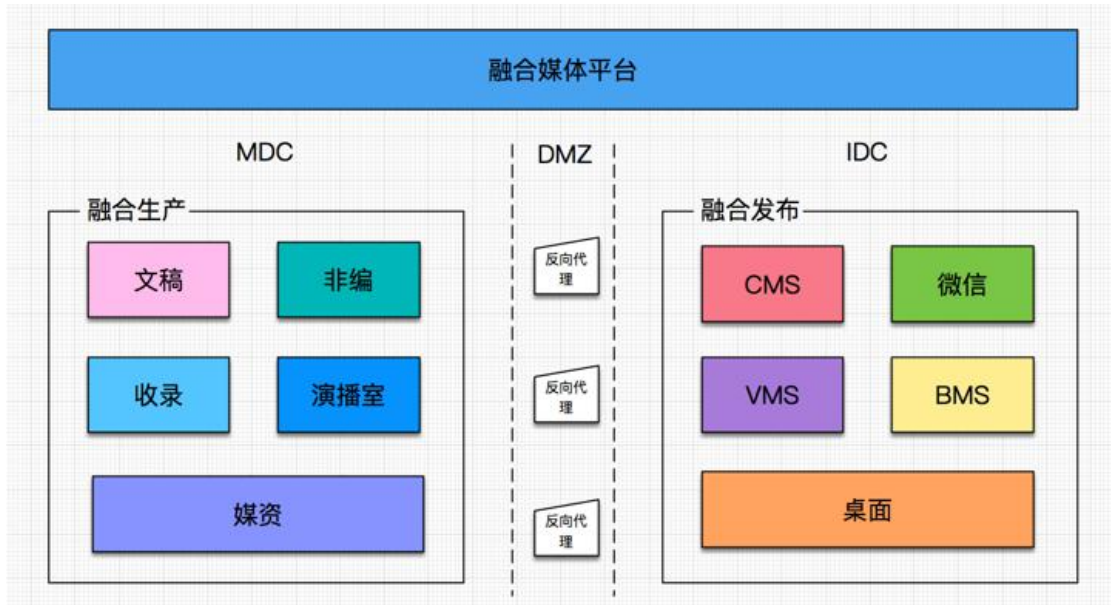 融合媒体平台
MDC
DMZ
IDC
融合生产
文稿
非编
收录
演播室
媒资
反向代
理
反向代
理
反向代
理
融合发布
CMS
微信
VMS
BMS
桌面